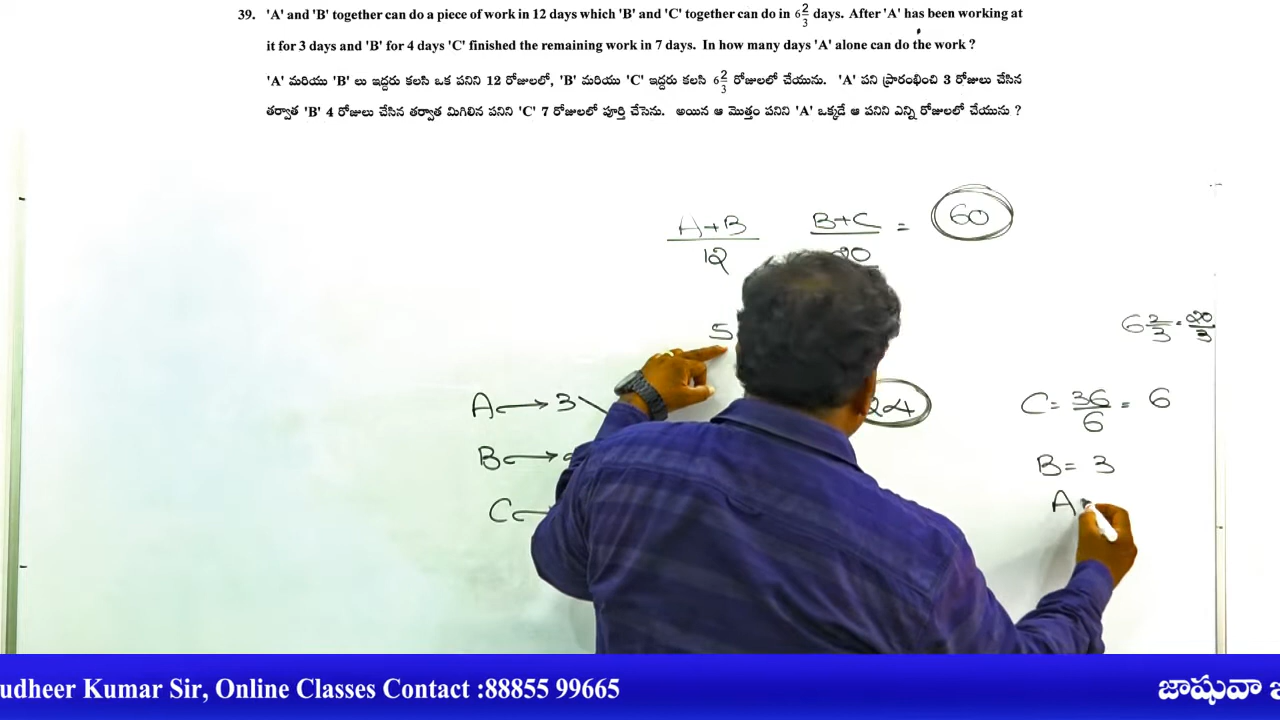 39. 'A' and 'B' together can do a piece of work in 12 days which 'B' and 'C' together can do in 6 2/3 days. After 'A' has been working at
it for 3 days and 'B' for 4 days 'C' finished the remaining work in 7 days. In how many days 'A' alone can do the work ?
'A' మరియు 'B' లు ఇద్దరు కలసి ఒక పనిని 12 రోజులలో, 'B' మరియు 'C' ఇద్దరు కలసి 6 2/3 రోజులలో చేయును. 'A' పని ప్రారంభించి 3 రోజులు చేసిన
తర్వాత 'B' 4 రోజులు చేసిన తర్వాత మిగిలిన పనిని 'C' 7 రోజులలో పూర్తి చేసెను. అయిన ఆ మొత్తం పనిని 'A' ఒక్కడే ఆ పనిని ఎన్ని రోజులలో చేయును ?
A+B B+C = 60
12 20
5
6 2/3 = 20/3
A → 3 24 C = 36/6 = 6
B → B = 3
C A
udheer Kumar Sir, Online Classes Contact :88855 99665 జాషువా